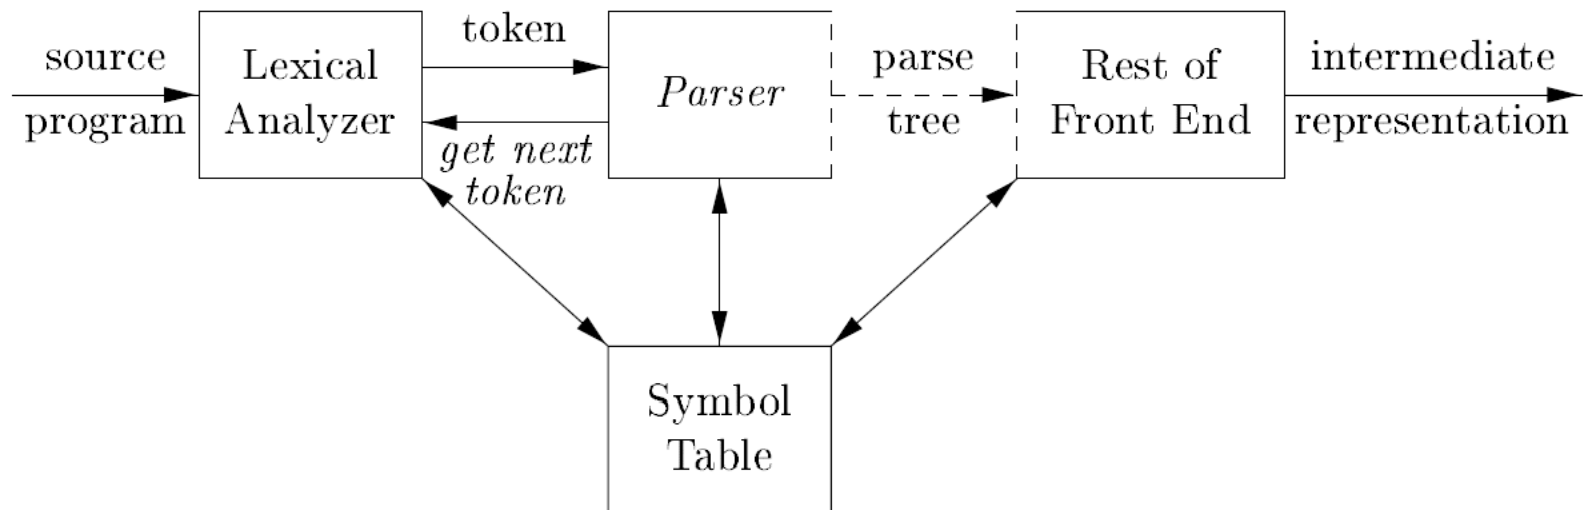 source
program
Lexical
Analyzer
token
get next
token
Parser
parse
tree
Rest of
Front End
intermediate
representation
Symbol
Table